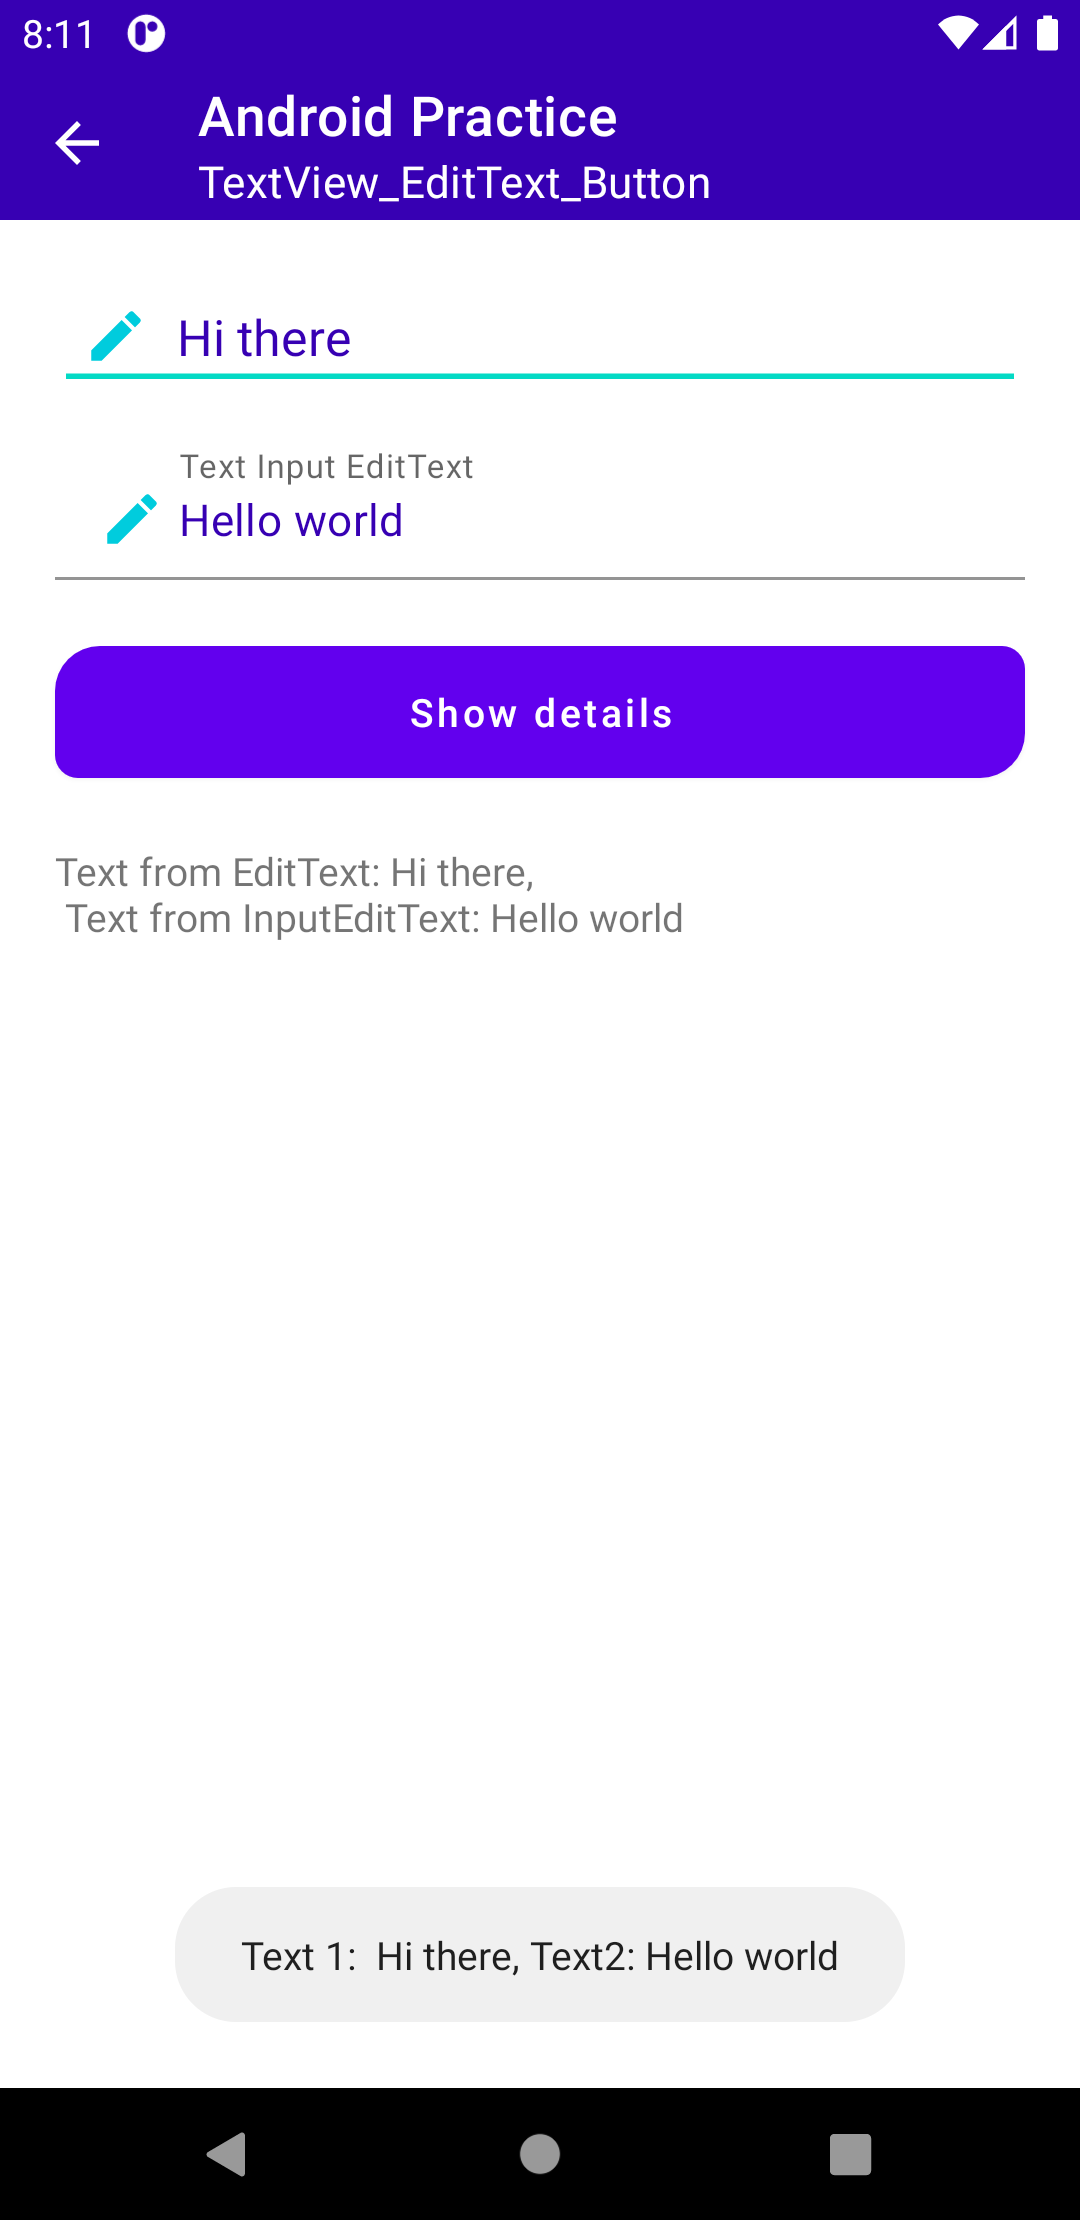 8:11
Android Practice
TextView_EditText_Button
Hi there
Text Input EditText
Hello world
Show details
Text from EditText: Hi there,
Text from InputEditText: Hello world
Text 1:  Hi there, Text2: Hello world